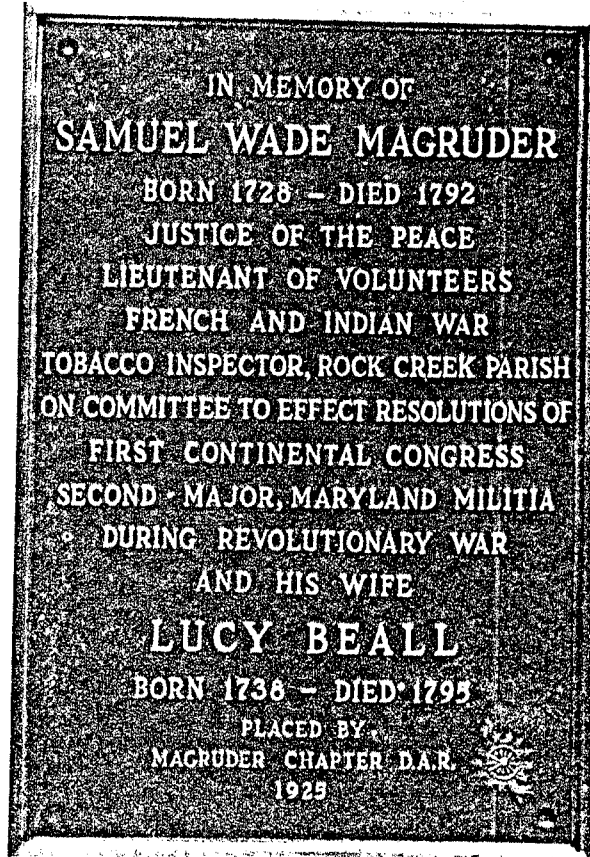 IN MEMORY OF
SAMUEL WADE MAGRUDER
BORN 1728 – DIED 1792
JUSTICE OF THE PEACE
LIEUTENANT OF VOLUNTEERS
FRENCH AND INDIAN WAR
TOBACCO INSPECTOR, ROCK CREEK PARISH
ON COMMITTEE TO EFFECT RESOLUTIONS OF
FIRST CONTINENTAL CONGRESS
SECOND MAJOR, MARYLAND MILITIA
DURING REVOLUTIONARY WAR
AND HIS WIFE
LUCY BEALL
BORN 1738 – DIED 1795
PLACED BY
MAGRUDER CHAPTER D.A.R.
1925